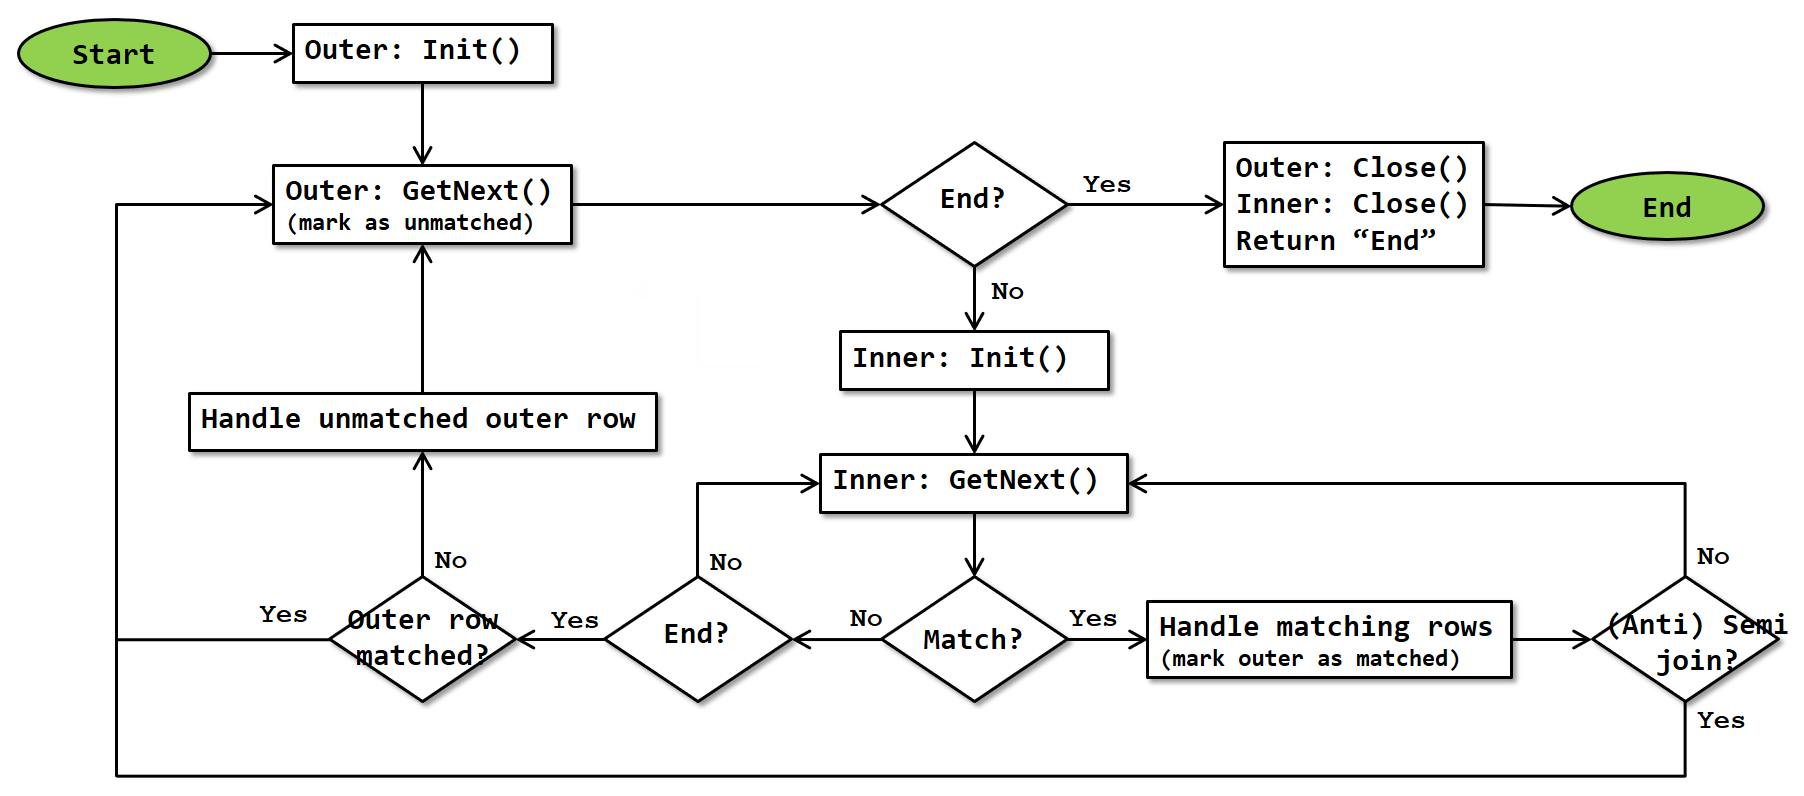 Start
Outer: Init()
Outer: GetNext()
(mark as unmatched)
End?
Yes
Outer: Close()
Inner: Close()
Return “End”
End
No
Inner: Init()
Handle unmatched outer row
Inner: GetNext()
No
No
No
Yes
Outer row
matched?
Yes
End?
No
Match?
Yes
Handle matching rows
(mark outer as matched)
(Anti) Semi
join?
Yes